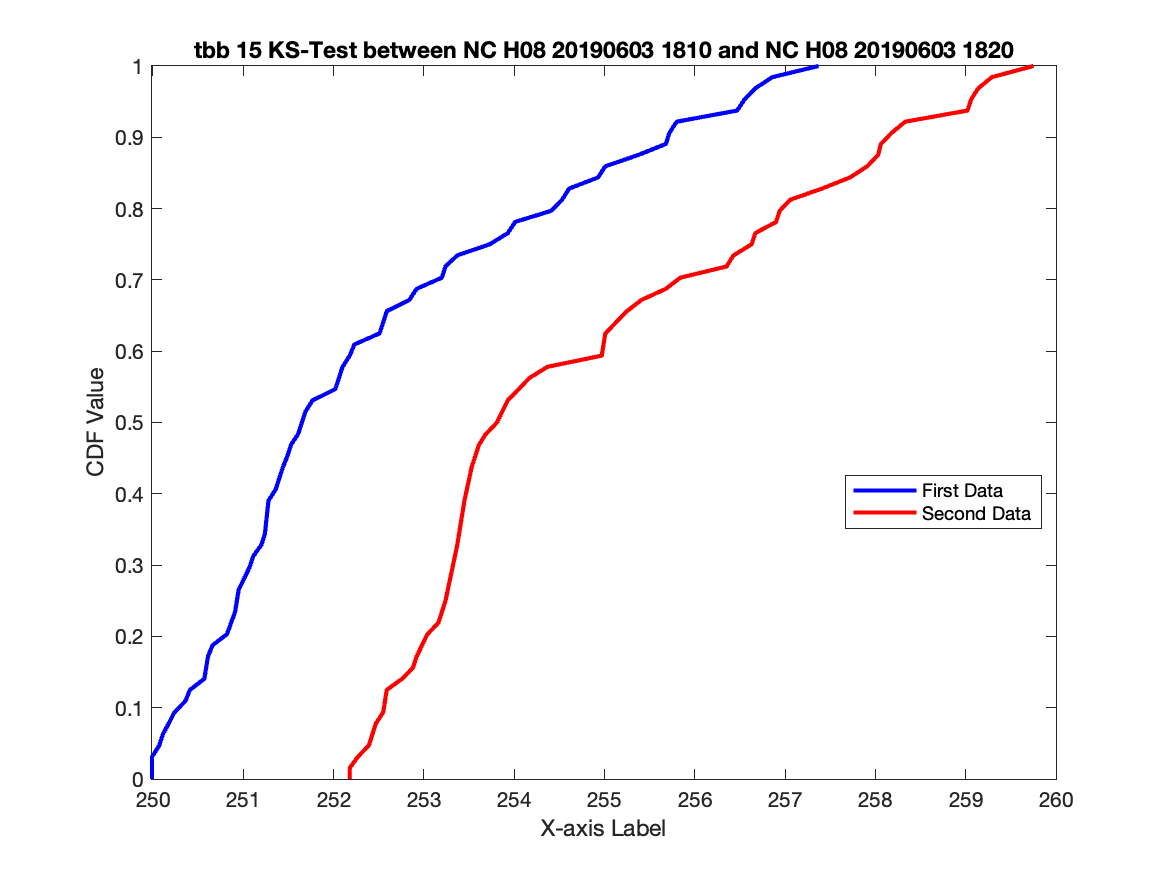 tbb 15 KS-Test between NC H08 20190603 1810 and NC H08 20190603 1820
1
0.9
0.8
0.7
0.6
0.5
0.4
0.3
0.2
0.1
0
CDF Value
First Data
Second Data
250 251 252 253 254 255 256 257 258 259 260
X-axis Label